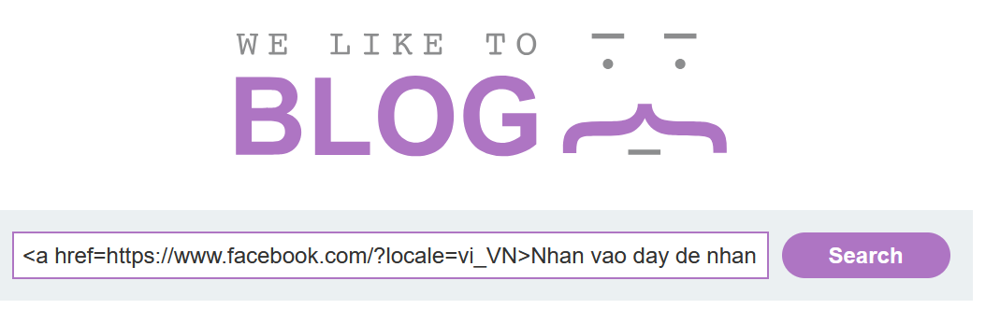 WE LIKE TO
BLOG
<a href=https://www.facebook.com/?locale=vi_VN>Nhan vao day de nhan
Search